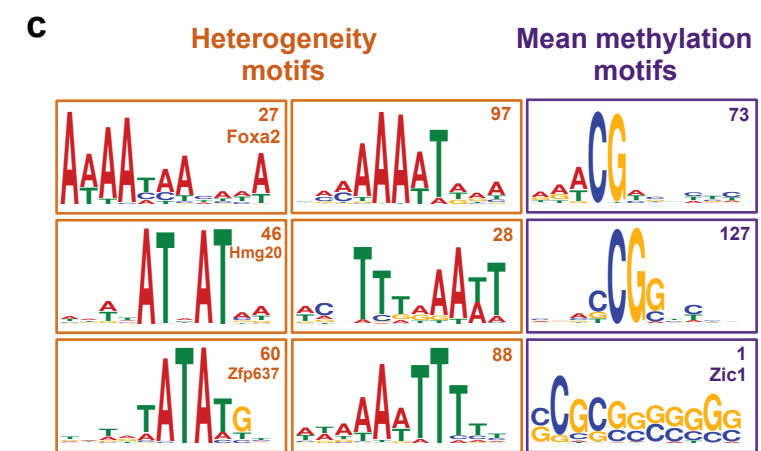 c
Heterogeneity
motifs
Mean methylation
motifs
27
Foxa2
97
73
46
Hmg20
28
127
60
Zfp637
88
1
Zic1